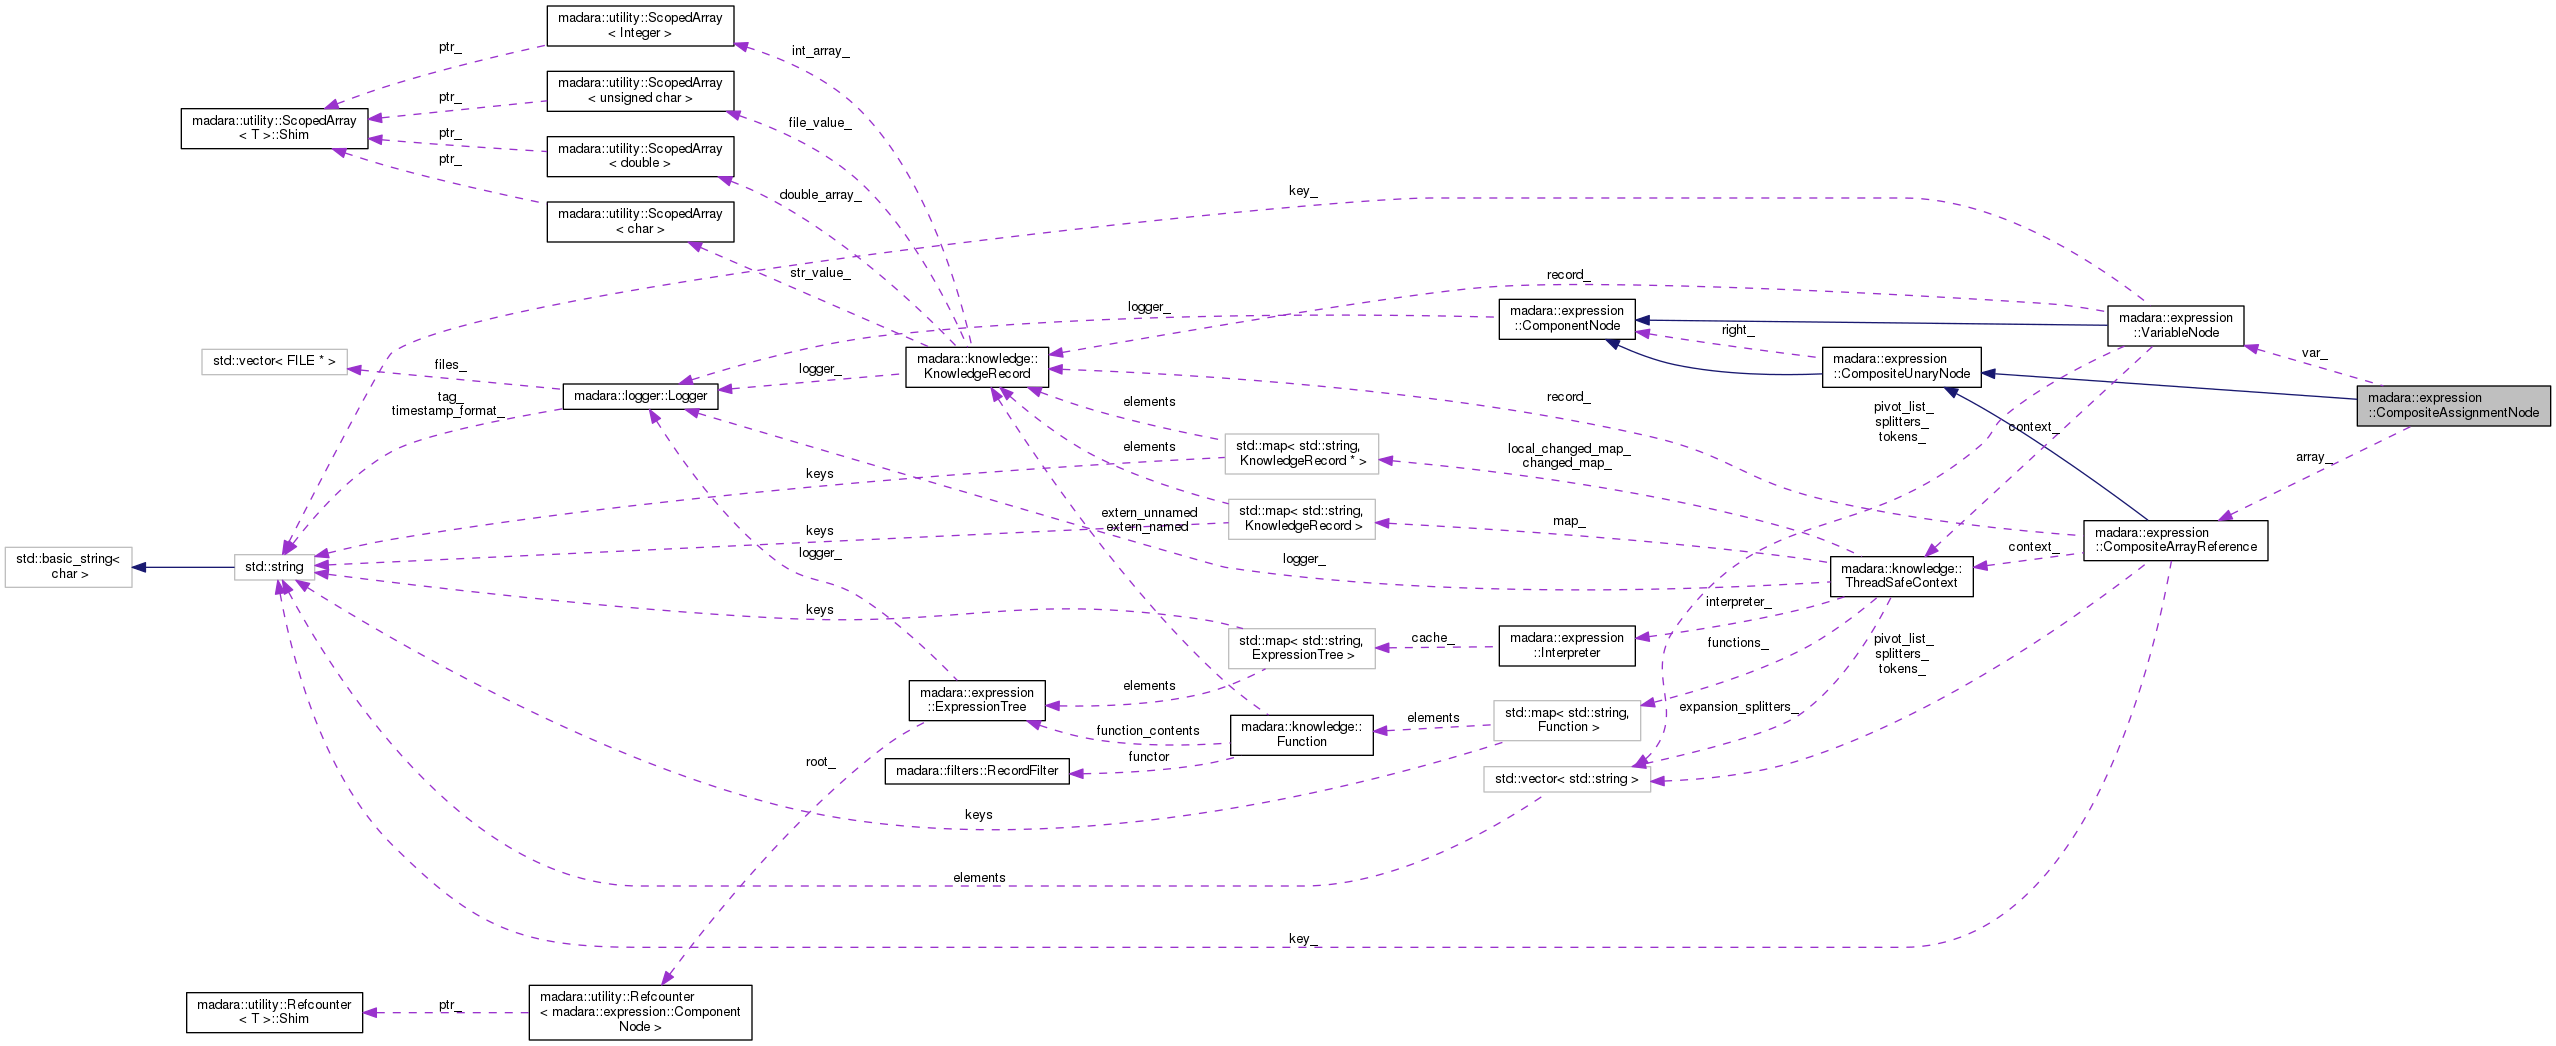 madara::utility::ScopedArray
< Integer >
ptr_
int_array_
madara::utility::ScopedArray
< unsigned char >
ptr_
file_value_
madara::utility::ScopedArray
< T >::Shim
ptr_
madara::utility::ScopedArray
< double >
ptr_
double_array_
key_
madara::utility::ScopedArray
< char >
str_value_
record_
logger_
madara::expression
::ComponentNode
madara::expression
::VariableNode
right_
var_
std::vector< FILE * >
files_
logger_
madara::knowledge::
KnowledgeRecord
madara::expression
::CompositeUnaryNode
madara::logger::Logger
madara::expression
::CompositeAssignmentNode
tag_
timestamp_format_
elements
record_
pivot_list_
splitters_
tokens_
context_
std::map< std::string,
KnowledgeRecord * >
elements
local_changed_map_
changed_map_
array_
keys
extern_unnamed
extern_named
std::map< std::string,
KnowledgeRecord >
map_
madara::expression
::CompositeArrayReference
keys
logger_
context_
std::basic_string<
char >
std::string
logger_
madara::knowledge::
ThreadSafeContext
keys
interpreter_
std::map< std::string,
ExpressionTree >
cache_
madara::expression
::Interpreter
functions_
pivot_list_
splitters_
tokens_
madara::expression
::ExpressionTree
elements
expansion_splitters_
std::map< std::string,
Function >
elements
madara::knowledge::
Function
function_contents
functor
root_
madara::filters::RecordFilter
std::vector< std::string >
keys
elements
key_
madara::utility::Refcounter
< T >::Shim
ptr_
madara::utility::Refcounter
< madara::expression::Component
Node >